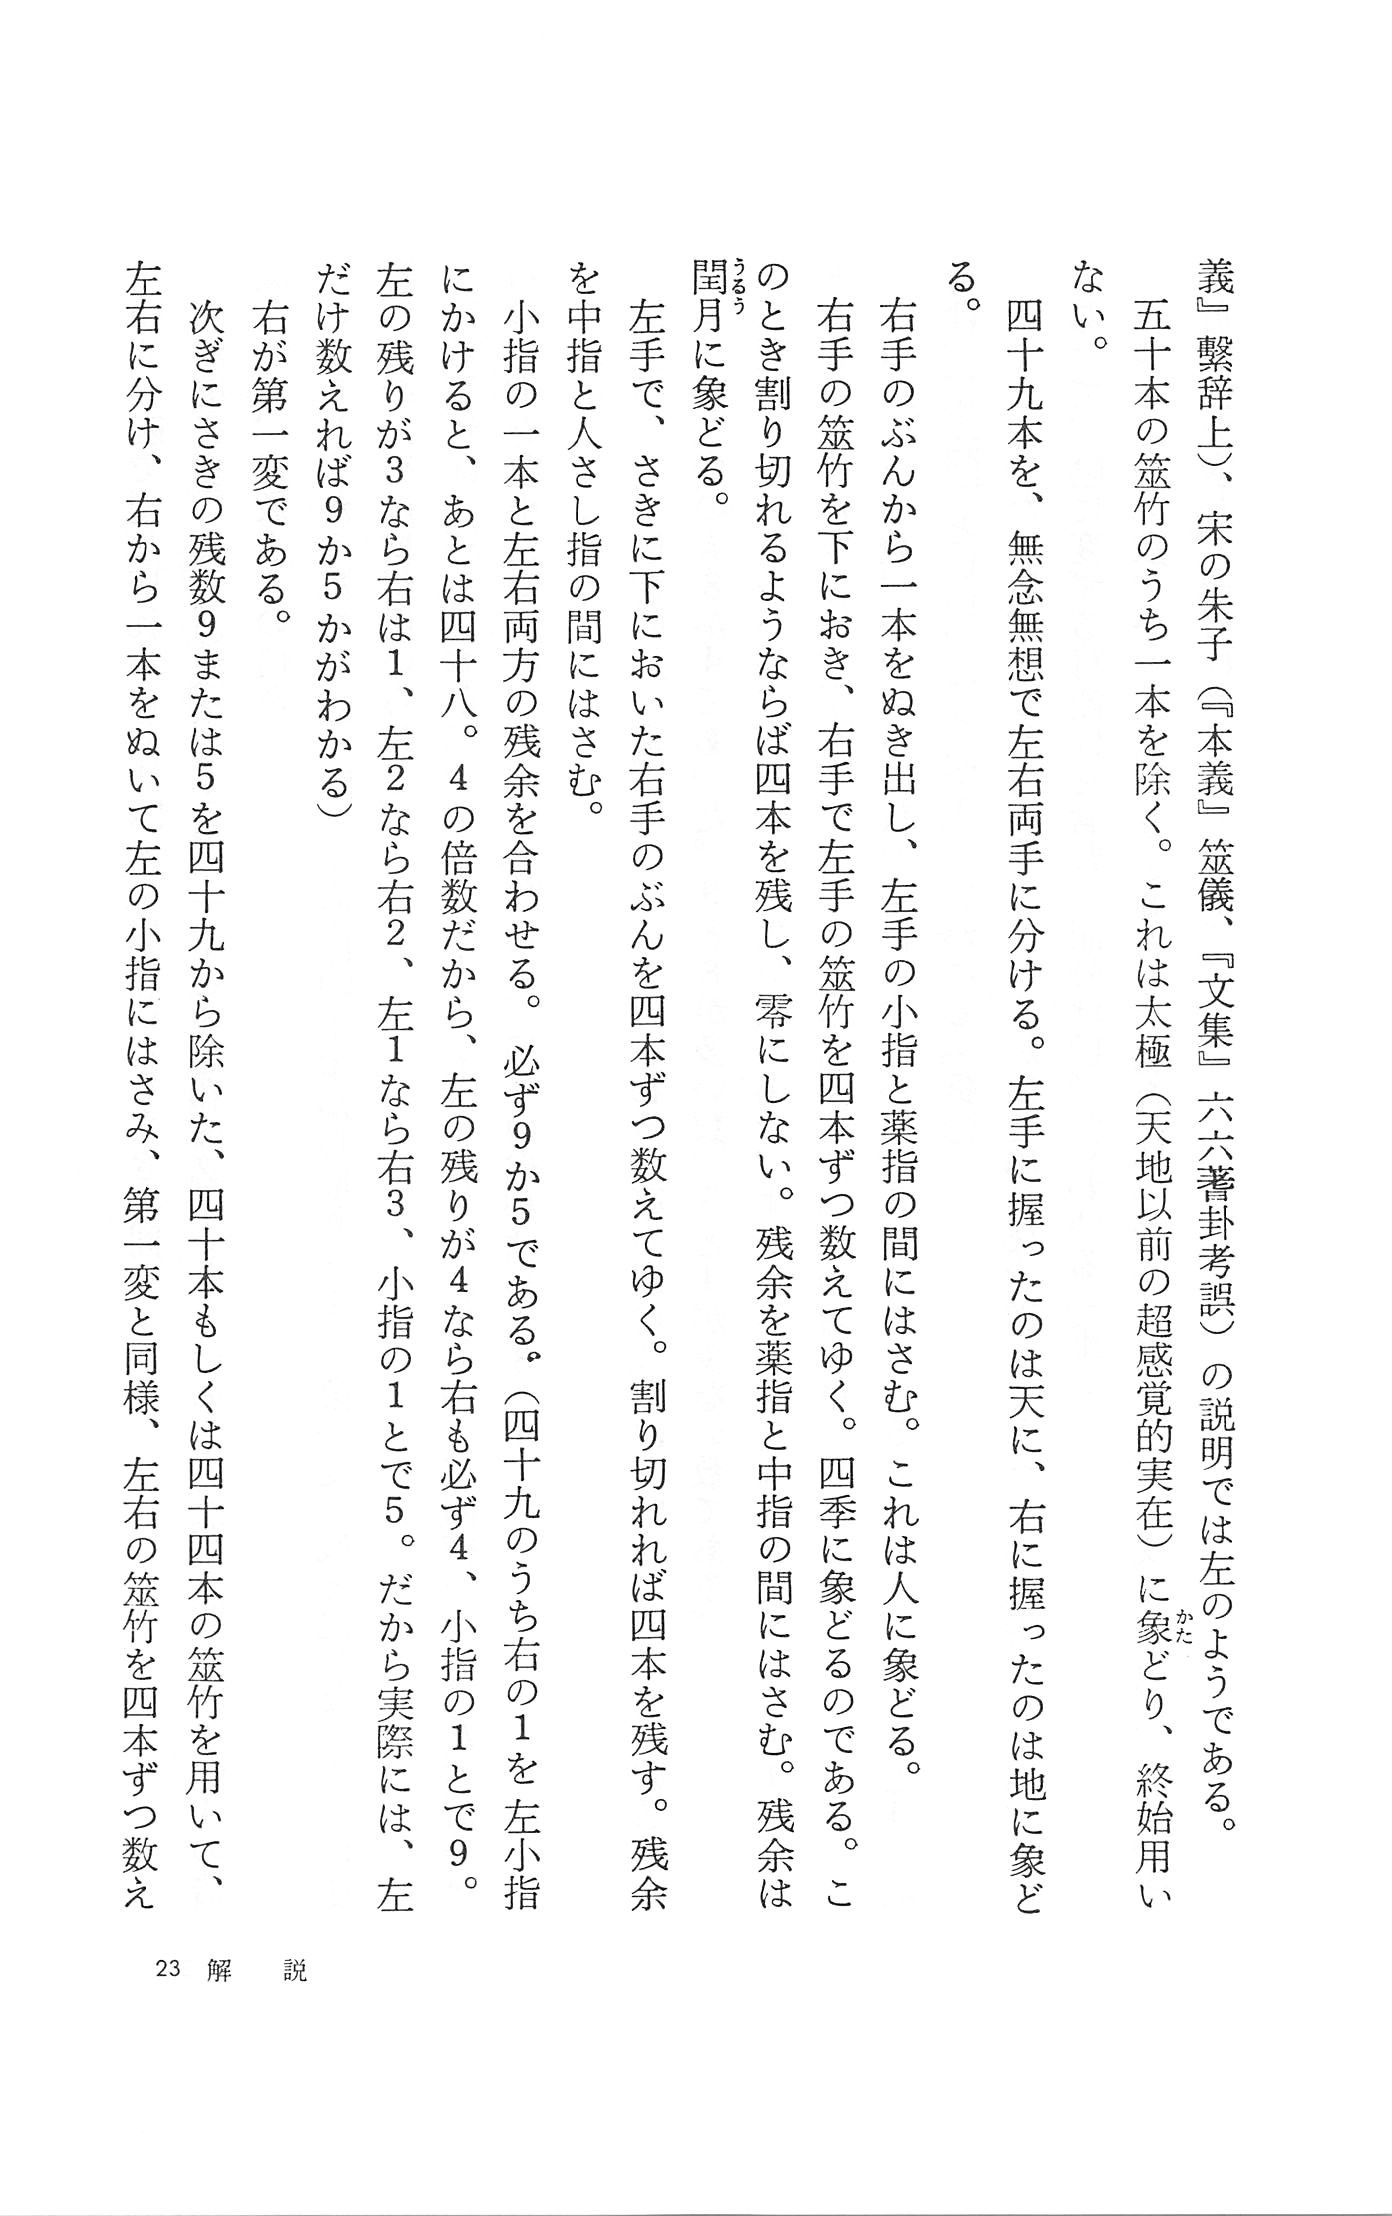 義』繫辞上）、宋の朱子（『本義』筮儀、『文集』六六蓍卦考誤）の説明では左のようである。
五十本の筮竹のうち一本を除く。これは太極（天地以前の超感覚的実在）に象どり、終始用い
かた
ない。
四十九本を、無念無想で左右両手に分ける。左手に握ったのは天に、右に握ったのは地に象ど
る。
右手のぶんから一本をぬき出し、左手の小指と薬指の間にはさむ。これは人に象どる。
右手の筮竹を下におき、右手で左手の筮竹を四本ずつ数えてゆく。四季に象どるのである。こ
のとき割り切れるようならば四本を残し、零にしない。残余を薬指と中指の間にはさむ。残余は
閏月に象どる。
うるう
左手で、さきに下においた右手のぶんを四本ずつ数えてゆく。割り切れれば四本を残す。残余
を中指と人さし指の間にはさむ。
小指の一本と左右両方の残余を合わせる。必ず9か5である。（四十九のうち右の1を左小指
にかけると、あとは四十八。4の倍数だから、左の残りが4なら右も必ず4、小指の1とで9。
左の残りが3なら右は1、左2なら右2、左1なら右3、小指の1とで5。だから実際には、左
だけ数えれば9か5かがわかる）
右が第一変である。
次ぎにさきの残数9または5を四十九から除いた、四十本もしくは四十四本の筮竹を用いて、
左右に分け、右から一本をぬいて左の小指にはさみ、第一変と同様、左右の筮竹を四本ずつ数え
23 解 説